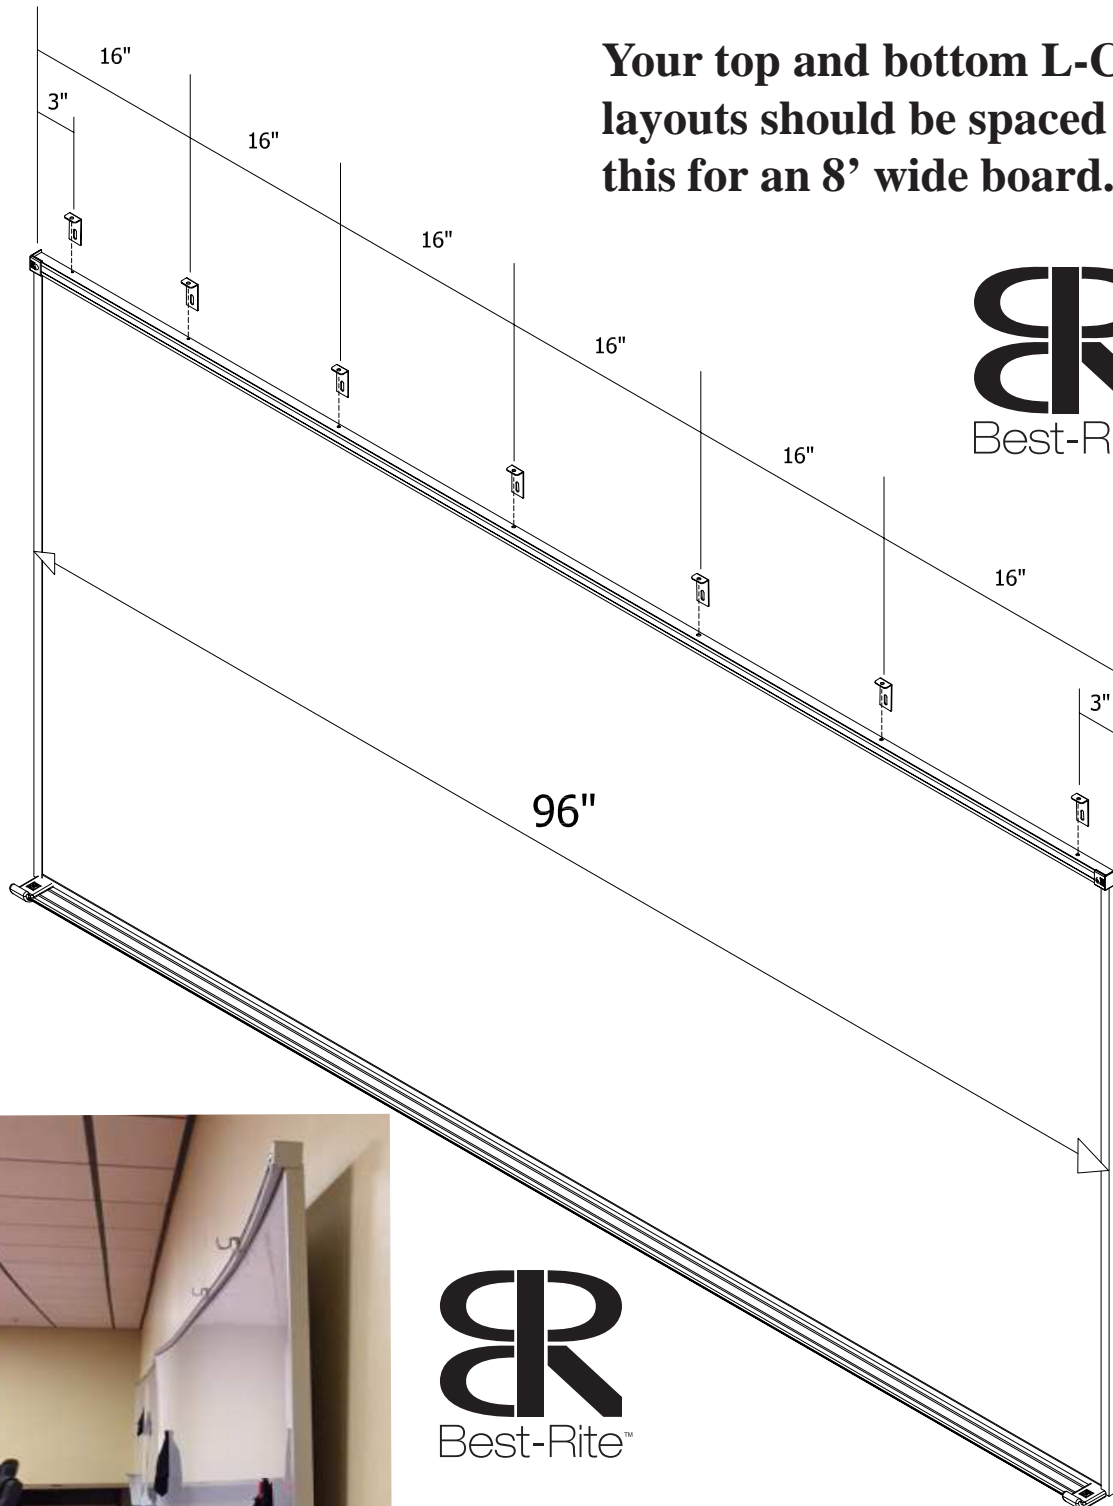 Your top and bottom L-C
layouts should be spaced
this for an 8’ wide board.
16"
3"
16"
16"
16"
16"
16"
3"
96"
Best-R
Best-Rite™